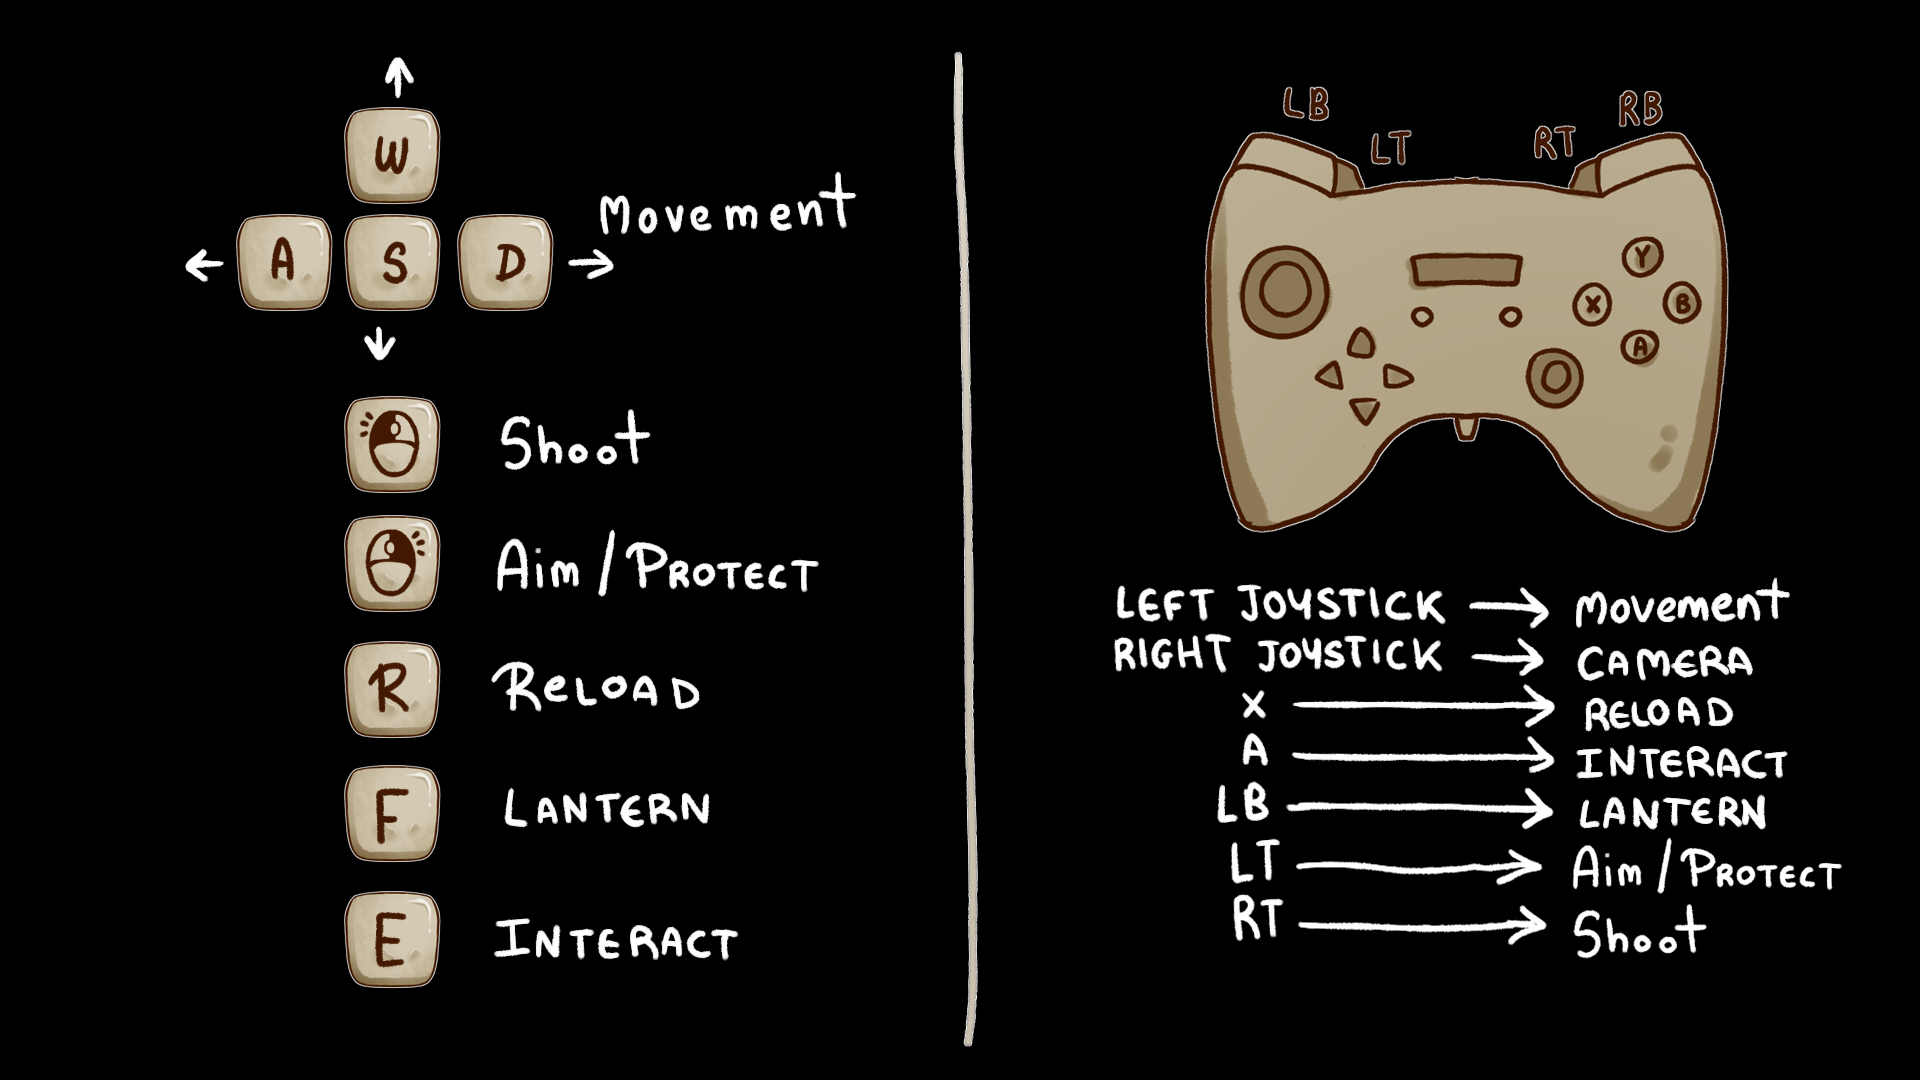 W
A S D
Movement
Shoot
Aim / PROTECT
R RELOAD
F LANTERN
E INTERACT
LB RB
LT RT
Y
X B
A
LEFT JOYSTICK → Movement
RIGHT JOYSTICK → CAMERA
X → RELOAD
A → INTERACT
LB → LANTERN
LT → Aim / PROTECT
RT → Shoot